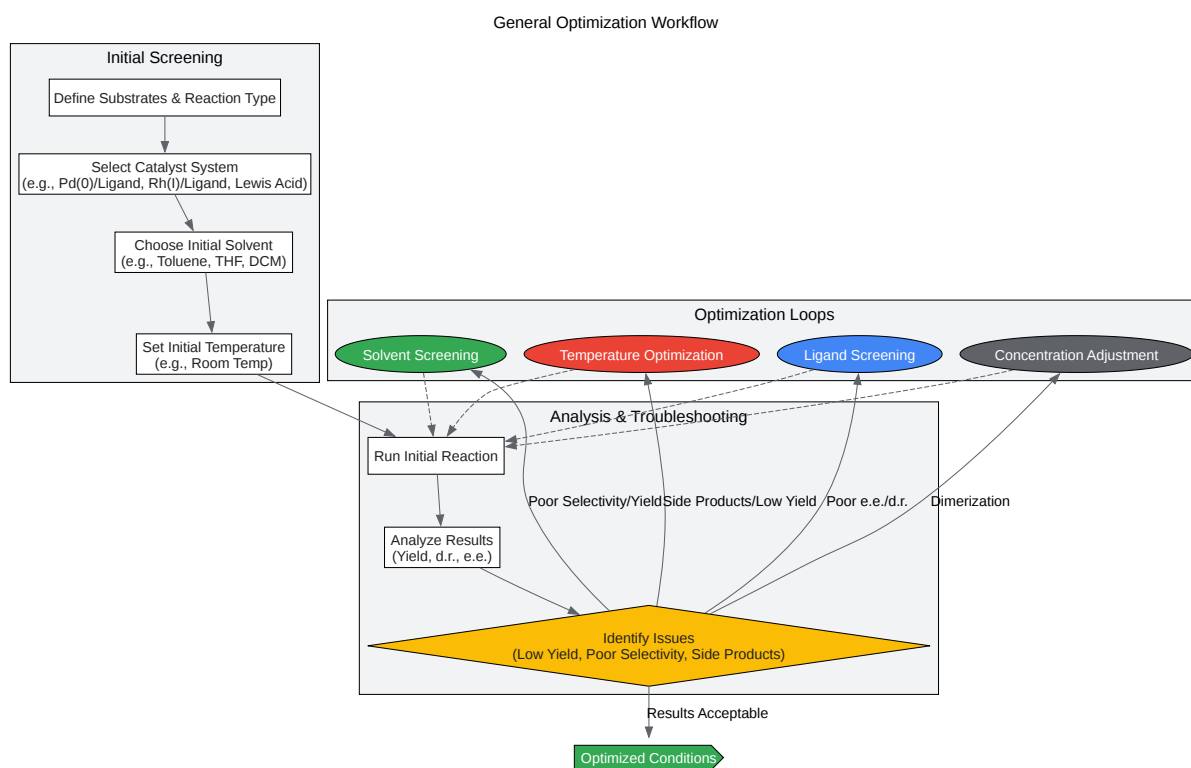 General Optimization Workflow
Initial Screening
Define Substrates & Reaction Type
Select Catalyst System
(e.g., Pd(0)/Ligand, Rh(I)/Ligand, Lewis Acid)
Choose Initial Solvent
(e.g., Toluene, THF, DCM)
Set Initial Temperature
(e.g., Room Temp)
Optimization Loops
Solvent Screening
Temperature Optimization
Ligand Screening
Concentration Adjustment
Analysis & Troubleshooting
Run Initial Reaction
Poor Selectivity/Yield
Side Products/Low Yield
Poor e.e./d.r.
Dimerization
Analyze Results
(Yield, d.r., e.e.)
Identify Issues
(Low Yield, Poor Selectivity, Side Products)
Results Acceptable
Optimized Conditions